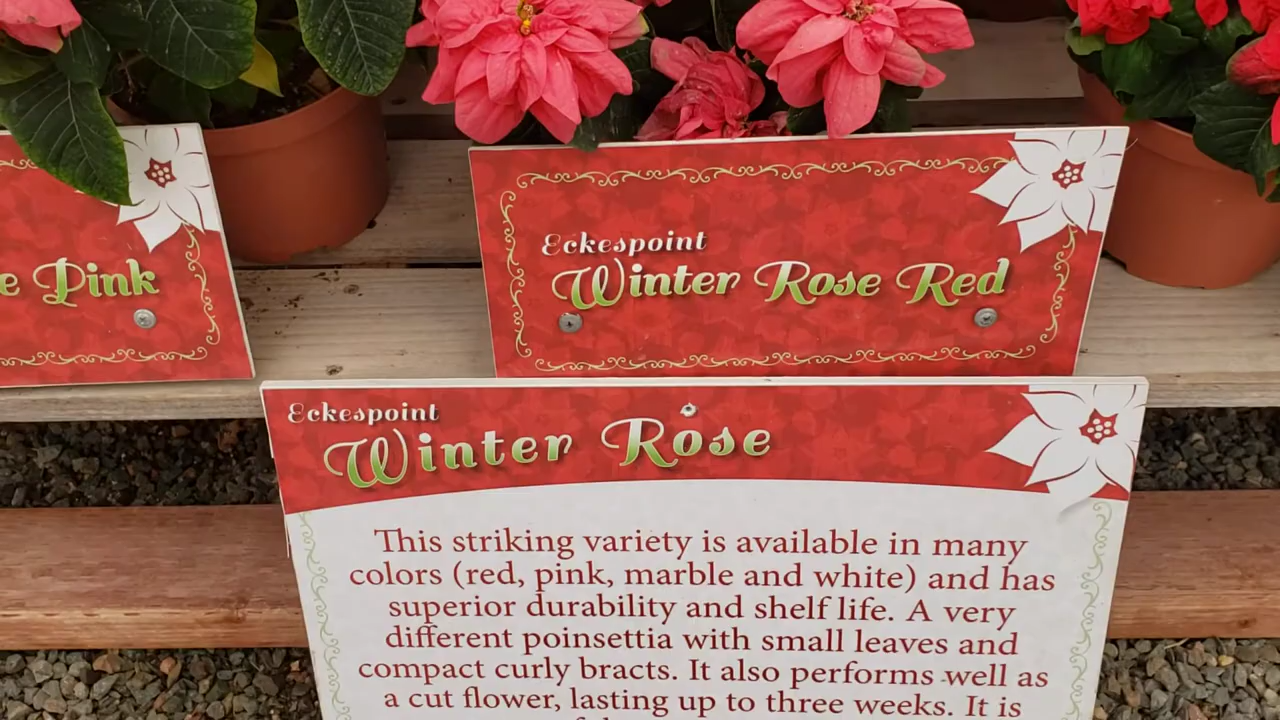 e Pink
Eckespoint
Winter Rose Red
Eckespoint
Winter Rose
This striking variety is available in many
colors (red, pink, marble and white) and has
superior durability and shelf life. A very
different poinsettia with small leaves and
compact curly bracts. It also performs well as
a cut flower, lasting up to three weeks. It is